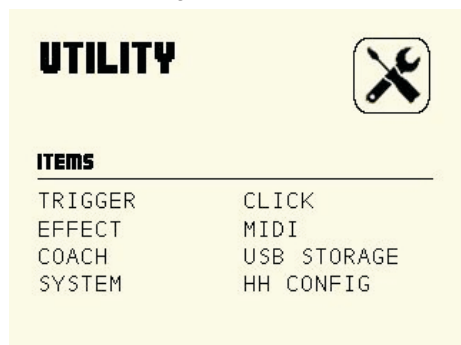 UTILITY
ITEMS
TRIGGER CLICK
EFFECT MIDI
COACH USB STORAGE
SYSTEM HH CONFIG